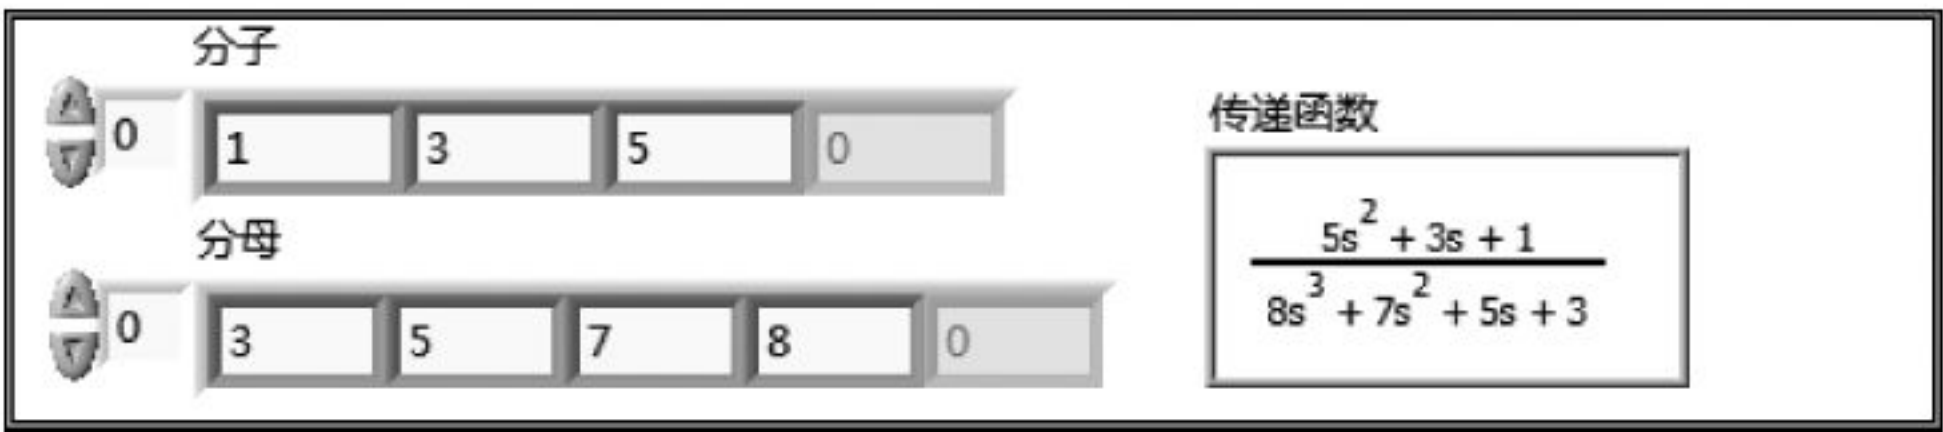 分子
0 1 3 5 0
分母
0 3 5 7 8 0
传递函数
5s² + 3s + 1
8s³ + 7s² + 5s + 3